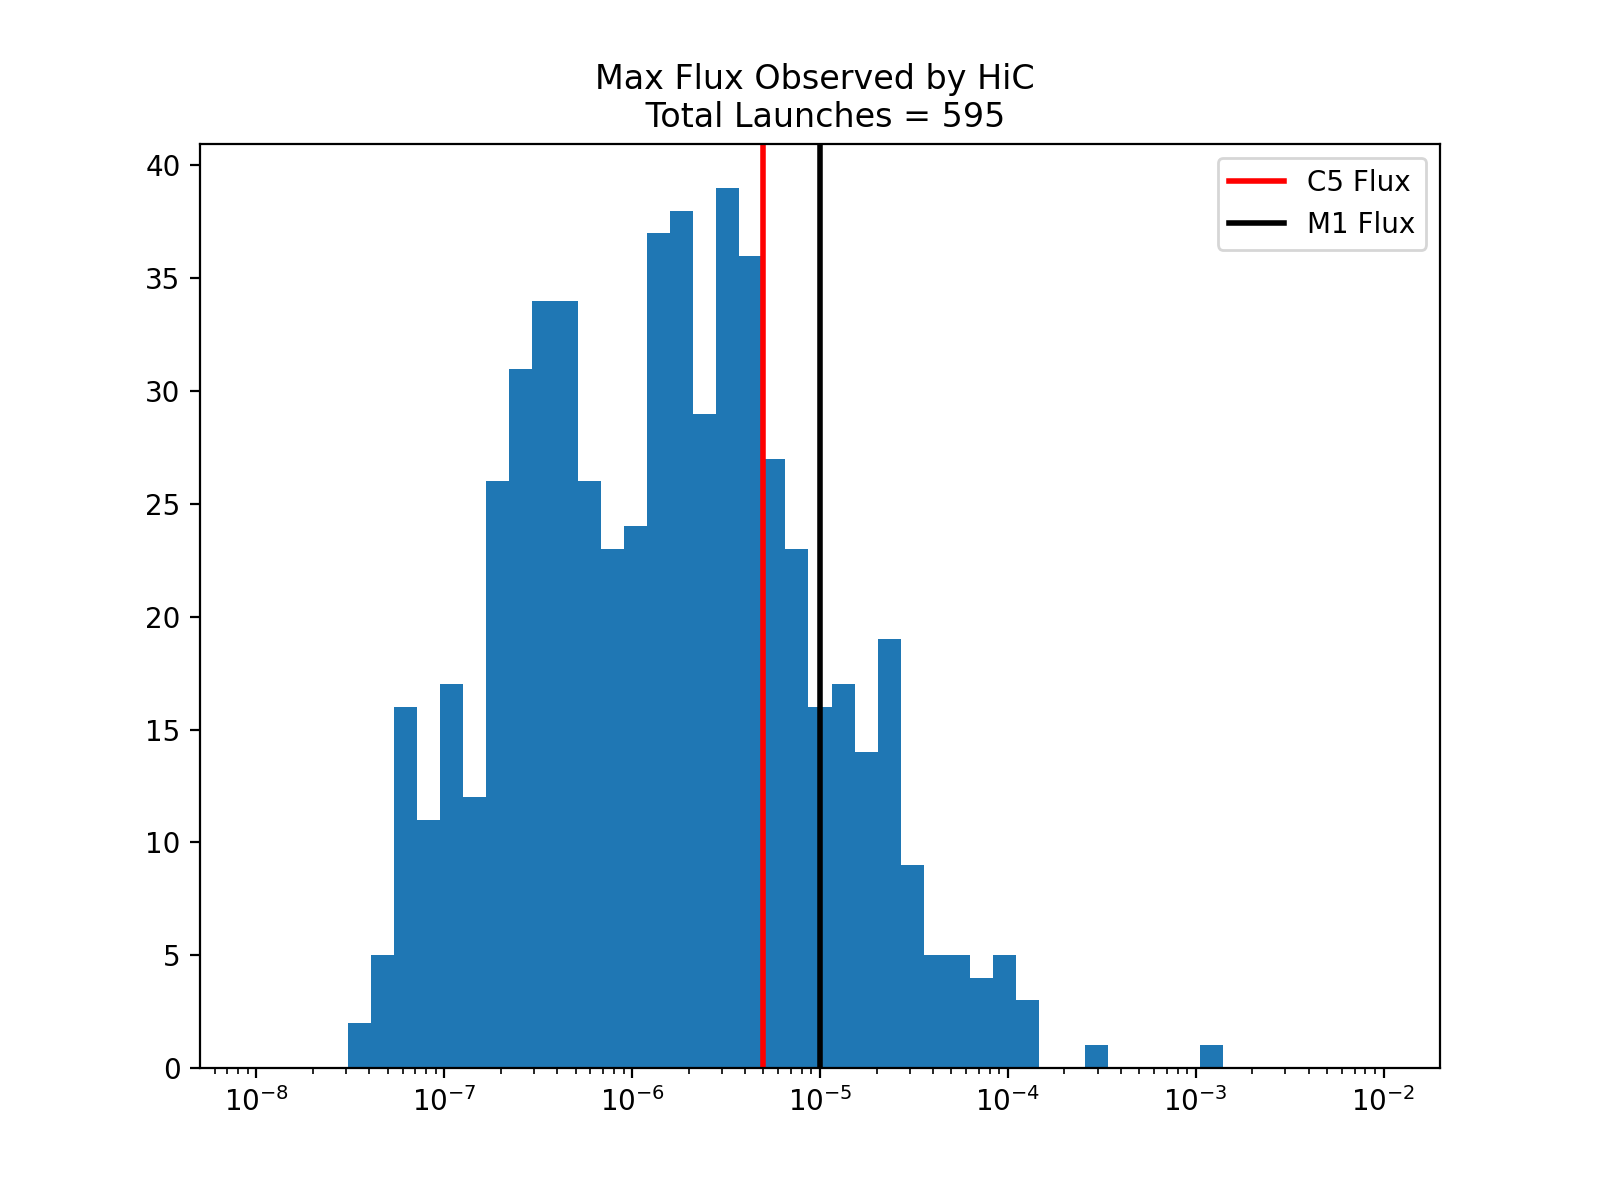 Max Flux Observed by HiC
Total Launches = 595
C5 Flux
M1 Flux
40
35
30
25
20
15
10
5
0
10⁻⁸ 10⁻⁷ 10⁻⁶ 10⁻⁵ 10⁻⁴ 10⁻³ 10⁻²